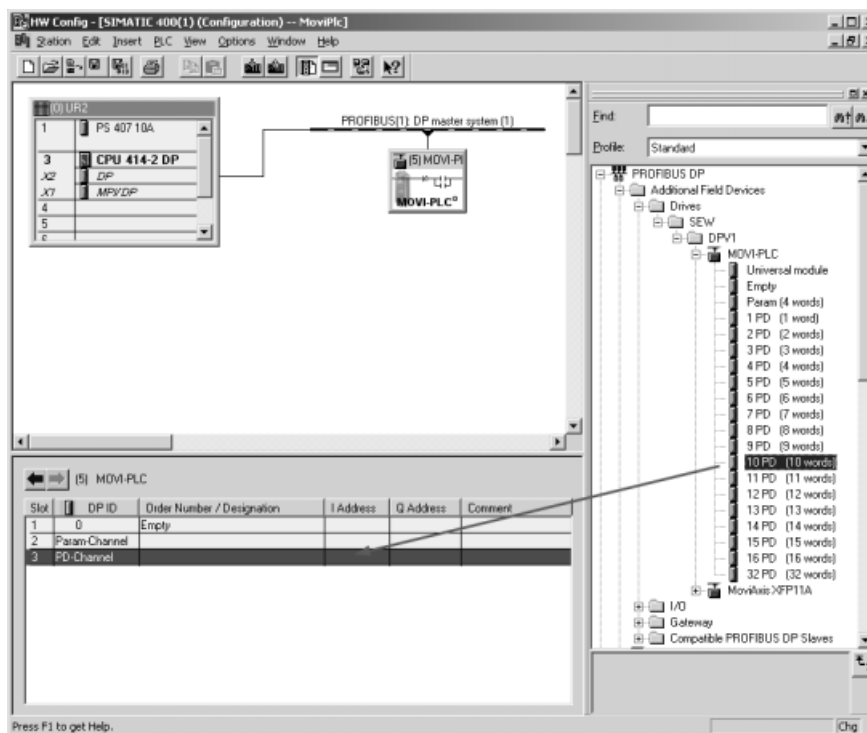 HW Config - [SIMATIC 400(1) (Configuration) -- MoviPlc]
Station Edit Insert PLC View Options Window Help
(0) UR2
1 PS 407 10A
3 CPU 414-2 DP
X2 DP
X1 MPI/DP
4
5
6
PROFIBUS(1): DP master system (1)
(5) MOVI-Pl
MOVI-PLC®
Find:
Profile: Standard
PROFIBUS DP
Additional Field Devices
Drives
SEW
DPV1
MOVI-PLC
Universal module
Empty
Param (4 words)
1 PD (1 word)
2 PD (2 words)
3 PD (3 words)
4 PD (4 words)
5 PD (5 words)
6 PD (6 words)
7 PD (7 words)
8 PD (8 words)
9 PD (9 words)
10 PD (10 words)
11 PD (11 words)
12 PD (12 words)
13 PD (13 words)
14 PD (14 words)
15 PD (15 words)
16 PD (16 words)
32 PD (32 words)
MoviAxis XFP11A
I/O
Gateway
Compatible PROFIBUS DP Slaves
(5) MOVI-PLC
Slot DP ID Order Number / Designation I Address Q Address Comment
1 0 Empty
2 Param-Channel
3 PD-Channel
Press F1 to get Help.
Chg